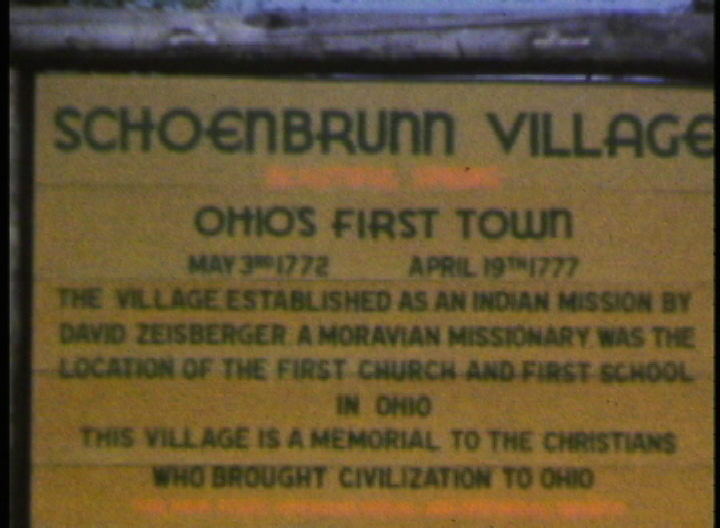 SCHOENBRUNN VILLAGE
OHIO'S FIRST TOWN
MAY 3RD 1772 APRIL 19TH 1777
THE VILLAGE ESTABLISHED AS AN INDIAN MISSION BY
DAVID ZEISBERGER A MORAVIAN MISSIONARY WAS THE
LOCATION OF THE FIRST CHURCH AND FIRST SCHOOL
IN OHIO
THIS VILLAGE IS A MEMORIAL TO THE CHRISTIANS
WHO BROUGHT CIVILIZATION TO OHIO